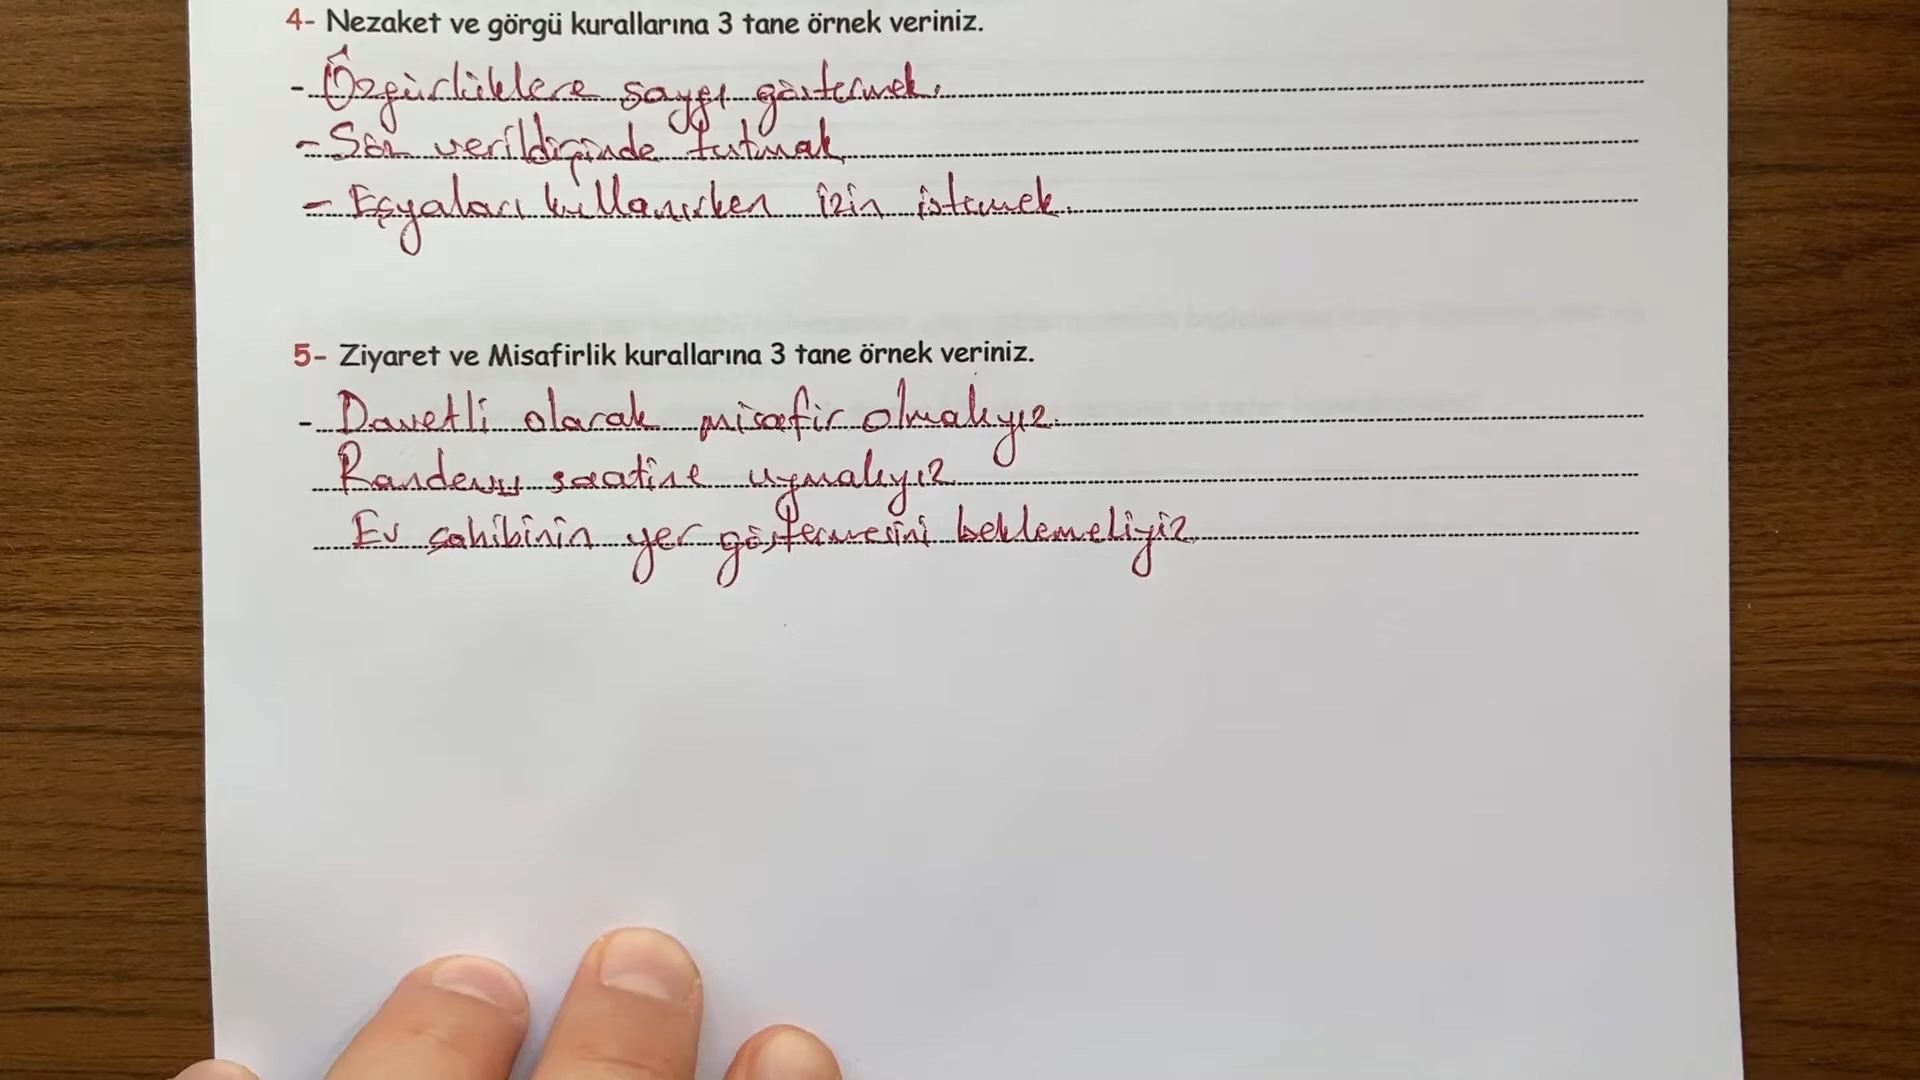 4- Nezaket ve görgü kurallarına 3 tane örnek veriniz.
- Özgürlüklere saygı göstermek.
- Söz verildiğinde tutmak
- Eşyaları kullanırken izin istemek.
5- Ziyaret ve Misafirlik kurallarına 3 tane örnek veriniz.
- Davetli olarak misafir olmalıyız.
Randevu saatine uymalıyız
Ev sahibinin yer göstermesini beklemeliyiz